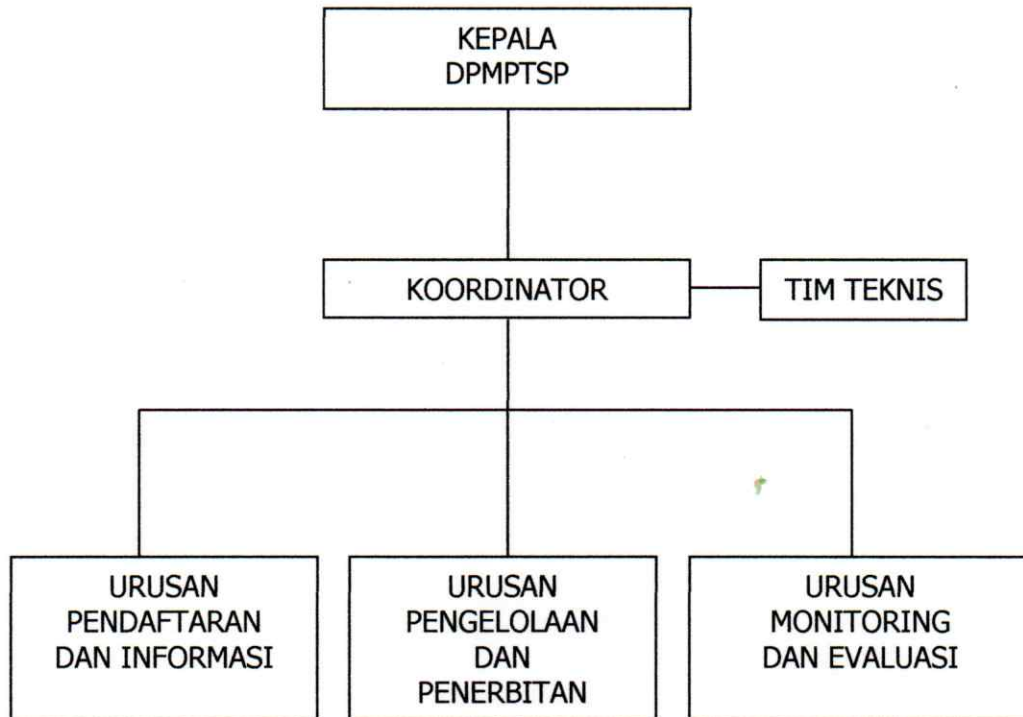 KEPALA
DPMPTSP
KOORDINATOR
TIM TEKNIS
URUSAN
PENDAFTARAN
DAN INFORMASI
URUSAN
PENGELOLAAN
DAN
PENERBITAN
URUSAN
MONITORING
DAN EVALUASI